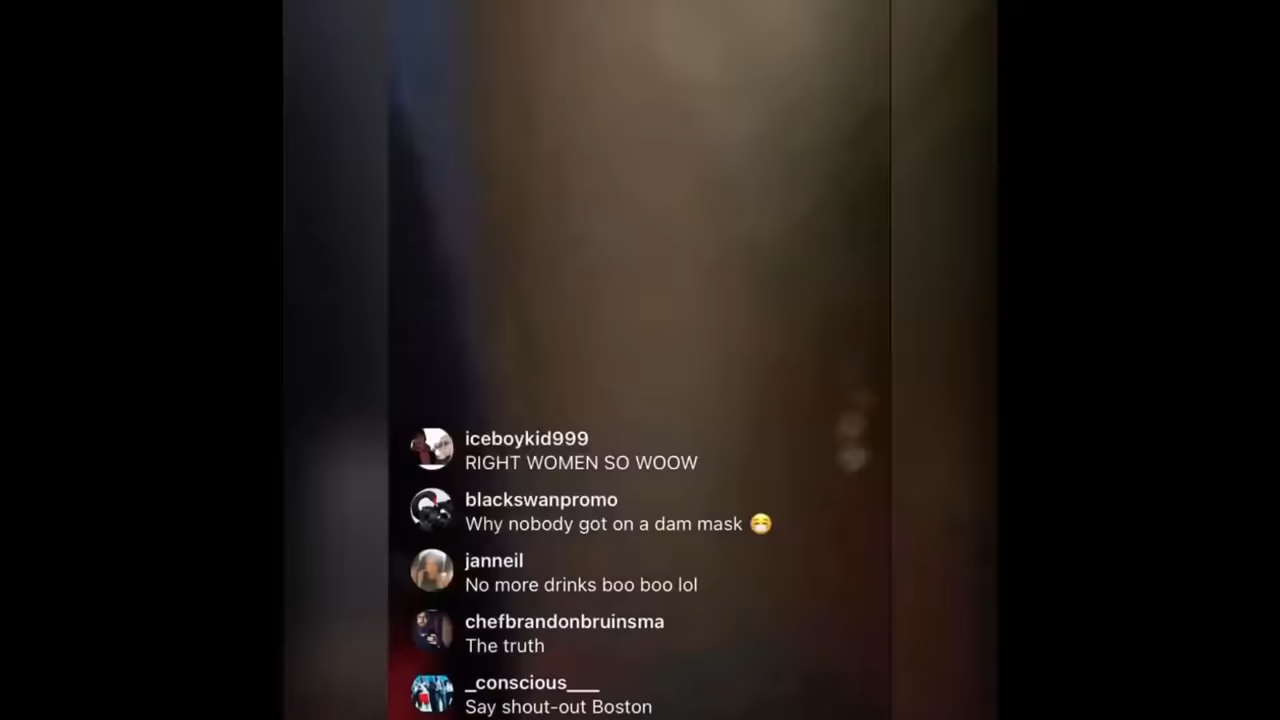 iceboykid999
RIGHT WOMEN SO WOOW
blackswanpromo
Why nobody got on a dam mask 😷
janneil
No more drinks boo boo lol
chefbrandonbruinsma
The truth
_conscious___
Say shout-out Boston